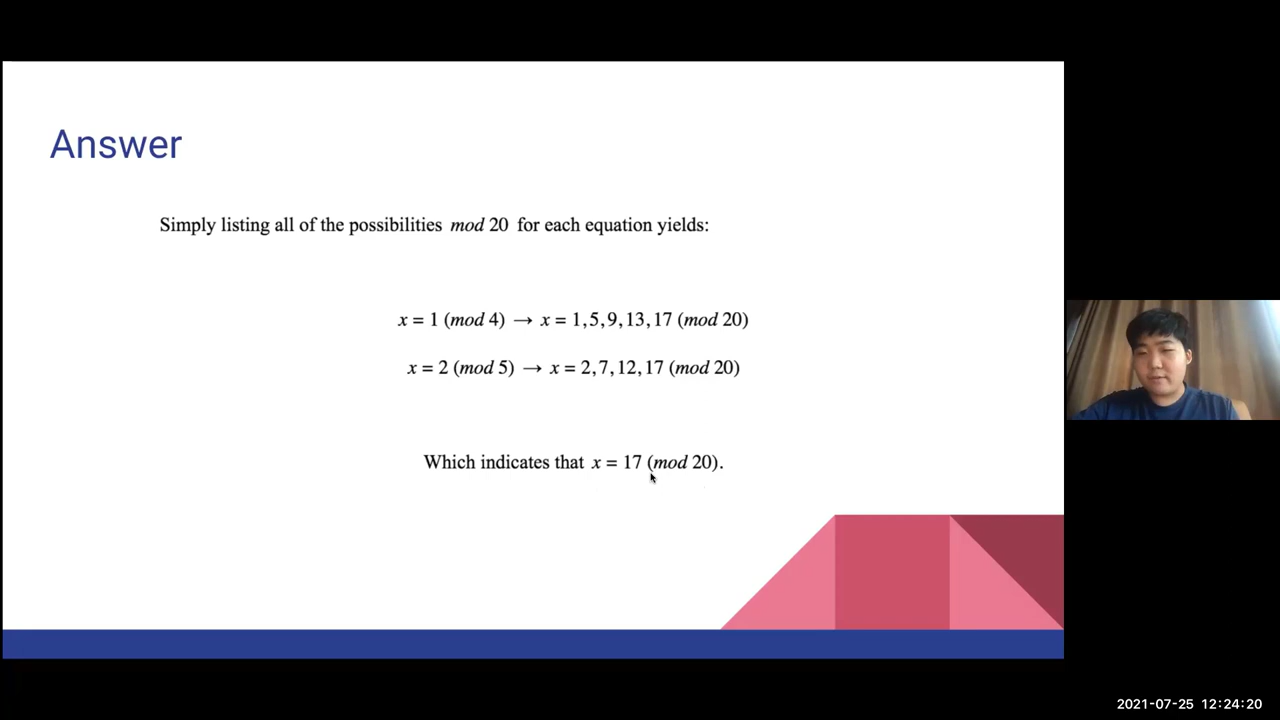 Answer
Simply listing all of the possibilities mod 20 for each equation yields:
x = 1 (mod 4) → x = 1,5,9,13,17 (mod 20)
x = 2 (mod 5) → x = 2,7,12,17 (mod 20)
Which indicates that x = 17 (mod 20).
2021-07-25 12:24:20